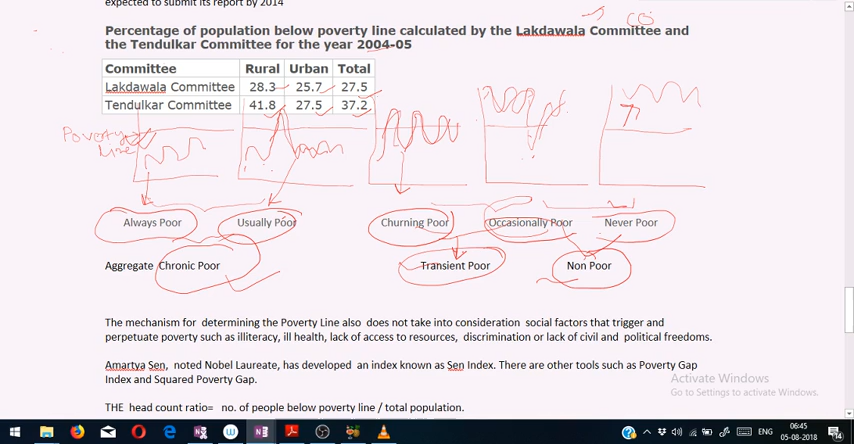 expected to submit its report by 2014
Percentage of population below poverty line calculated by the Lakdawala Committee and
the Tendulkar Committee for the year 2004-05
Committee Rural Urban Total
Lakdawala Committee 28.3 25.7 27.5
Tendulkar Committee 41.8 27.5 37.2
Poverty
Line
Always Poor Usually Poor Churning Poor Occasionally Poor Never Poor
Aggregate Chronic Poor Transient Poor Non Poor
The mechanism for determining the Poverty Line also does not take into consideration social factors that trigger and
perpetuate poverty such as illiteracy, ill health, lack of access to resources, discrimination or lack of civil and political freedoms.
Amartya Sen, noted Nobel Laureate, has developed an index known as Sen Index. There are other tools such as Poverty Gap
Index and Squared Poverty Gap.
Activate Windows
Go to Settings to activate Windows.
THE head count ratio= no. of people below poverty line / total population.
ENG
06:45
05-08-2018
14